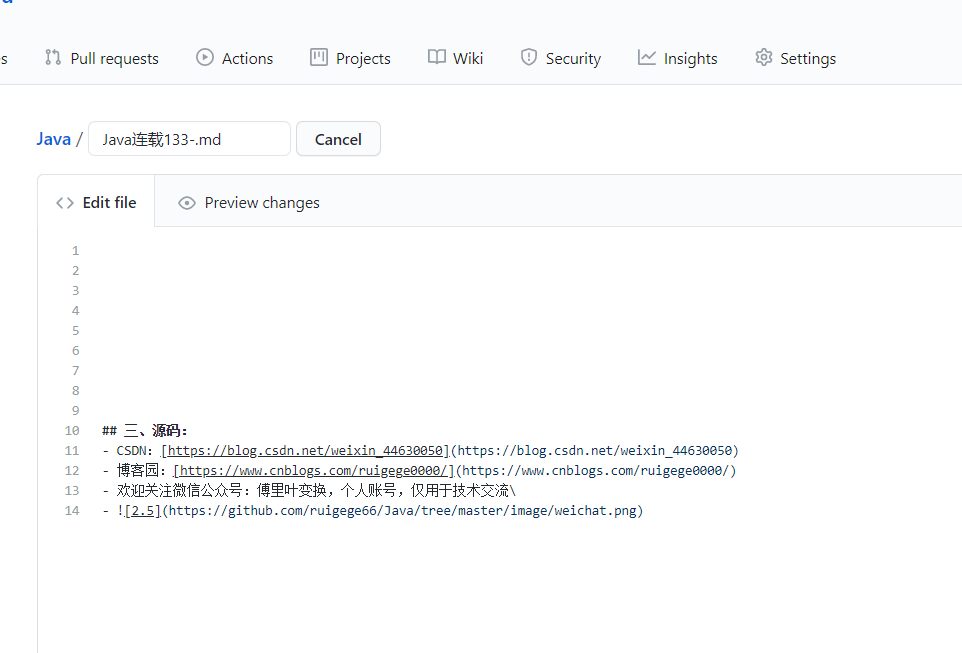 Pull requests
Actions
Projects
Wiki
Security
Insights
Settings
Java / Java连载133-.md Cancel
<> Edit file
Preview changes
1
2
3
4
5
6
7
8
9
10 ## 三、源码：
11 - CSDN：[https://blog.csdn.net/weixin_44630050](https://blog.csdn.net/weixin_44630050)
12 - 博客园：[https://www.cnblogs.com/ruigege0000/](https://www.cnblogs.com/ruigege0000/)
13 - 欢迎关注微信公众号：傅里叶变换，个人账号，仅用于技术交流\
14 - ![2.5](https://github.com/ruigege66/Java/tree/master/image/weichat.png)